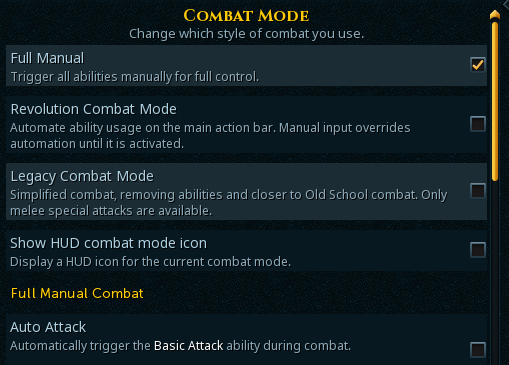 Combat Mode
Change which style of combat you use.
Full Manual
Trigger all abilities manually for full control.
Revolution Combat Mode
Automate ability usage on the main action bar. Manual input overrides
automation until it is activated.
Legacy Combat Mode
Simplified combat, removing abilities and closer to Old School combat. Only
melee special attacks are available.
Show HUD combat mode icon
Display a HUD icon for the current combat mode.
Full Manual Combat
Auto Attack
Automatically trigger the Basic Attack ability during combat.